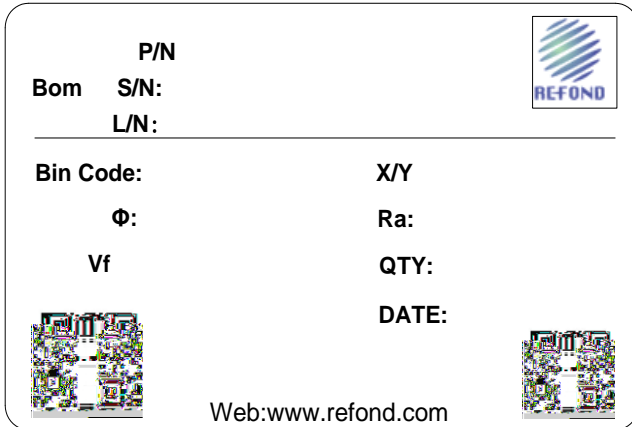 P/N
REFOND
Bom S/N:
L/N:
Bin Code: X/Y
Φ: Ra:
Vf QTY:
DATE:
Web:www.refond.com